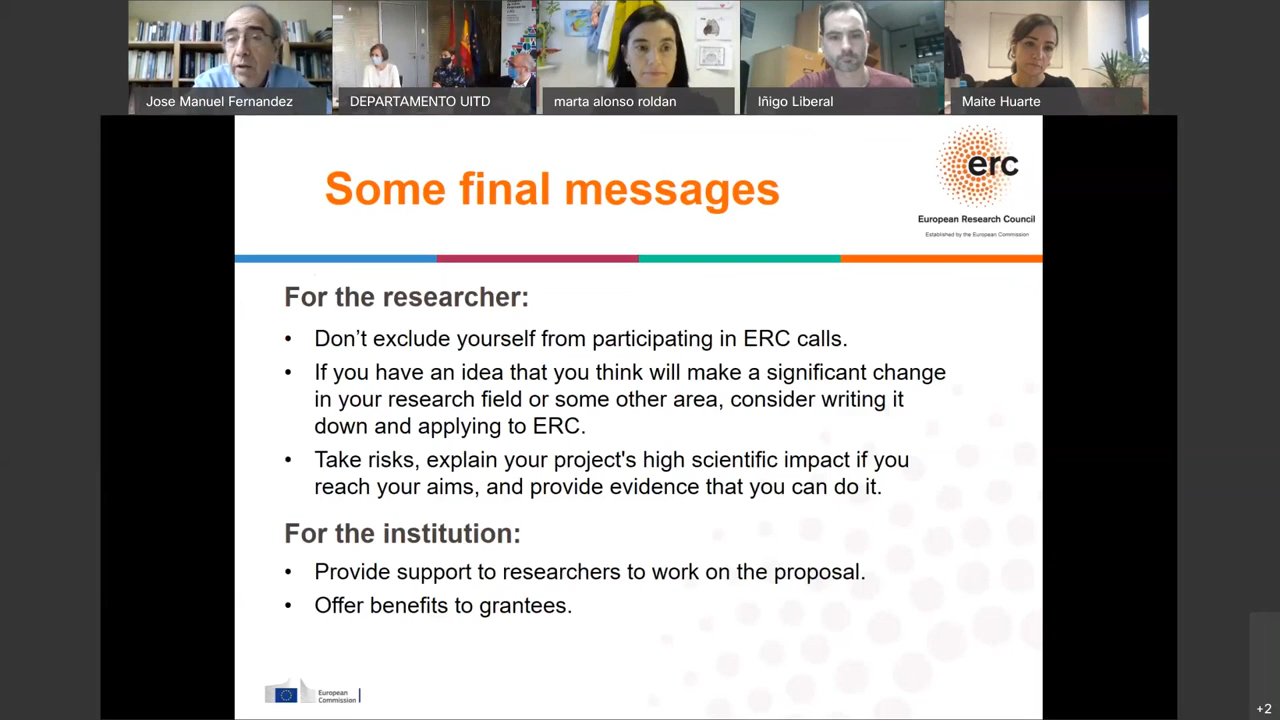 Jose Manuel Fernandez
DEPARTAMENTO UITD
marta alonso roldan
Iñigo Liberal
Maite Huarte
Some final messages
erc
European Research Council
Established by the European Commission
For the researcher:
• Don’t exclude yourself from participating in ERC calls.
• If you have an idea that you think will make a significant change
in your research field or some other area, consider writing it
down and applying to ERC.
• Take risks, explain your project's high scientific impact if you
reach your aims, and provide evidence that you can do it.
For the institution:
• Provide support to researchers to work on the proposal.
• Offer benefits to grantees.
European
Commission
+2